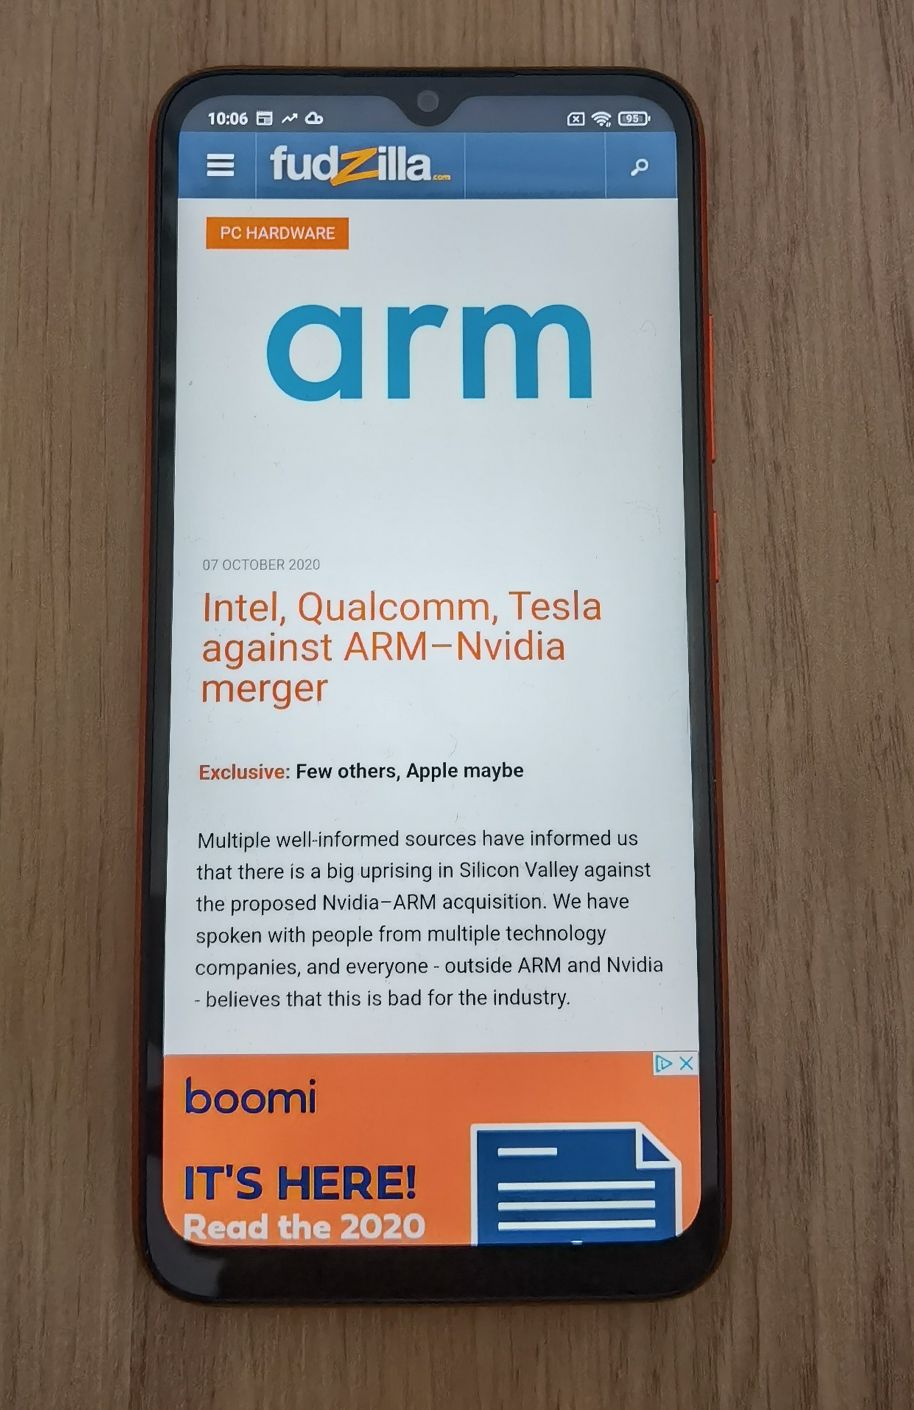 10:06 95
fudzilla.com
PC HARDWARE
arm
07 OCTOBER 2020
Intel, Qualcomm, Tesla
against ARM–Nvidia
merger
Exclusive: Few others, Apple maybe
Multiple well-informed sources have informed us
that there is a big uprising in Silicon Valley against
the proposed Nvidia–ARM acquisition. We have
spoken with people from multiple technology
companies, and everyone - outside ARM and Nvidia
- believes that this is bad for the industry.
boomi
IT'S HERE!
Read the 2020